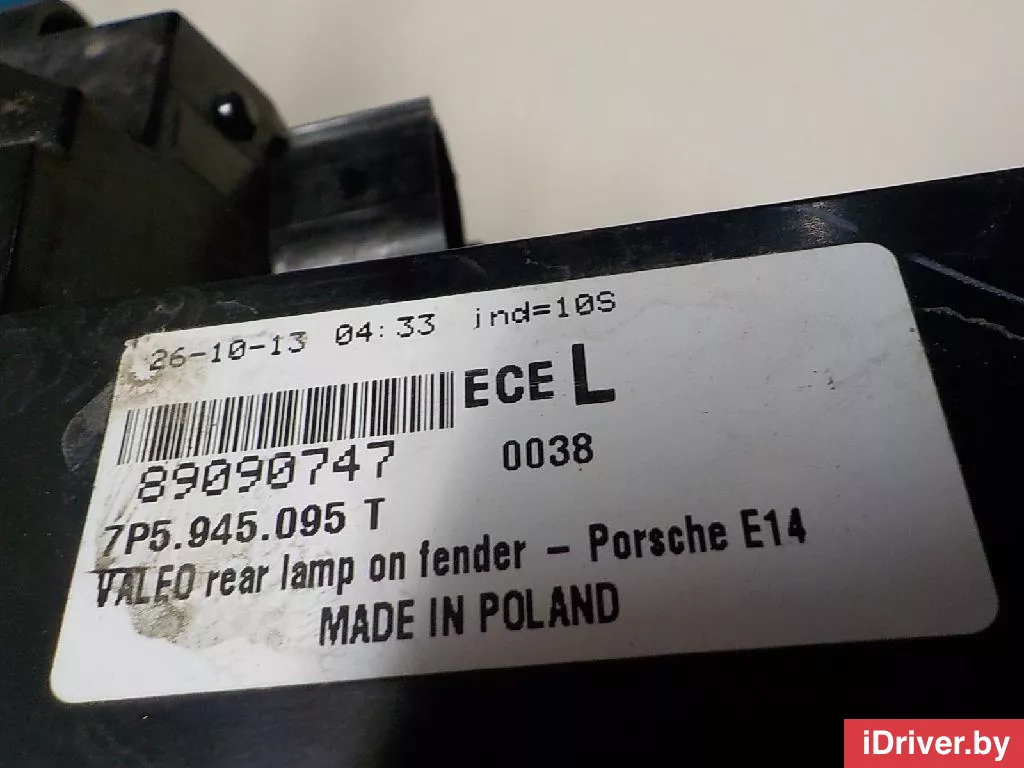 26-10-13 04:33 ind=10S
ECE L
89090747 0038
7P5.945.095 T
VALEO rear lamp on fender – Porsche E14
MADE IN POLAND
iDriver.by